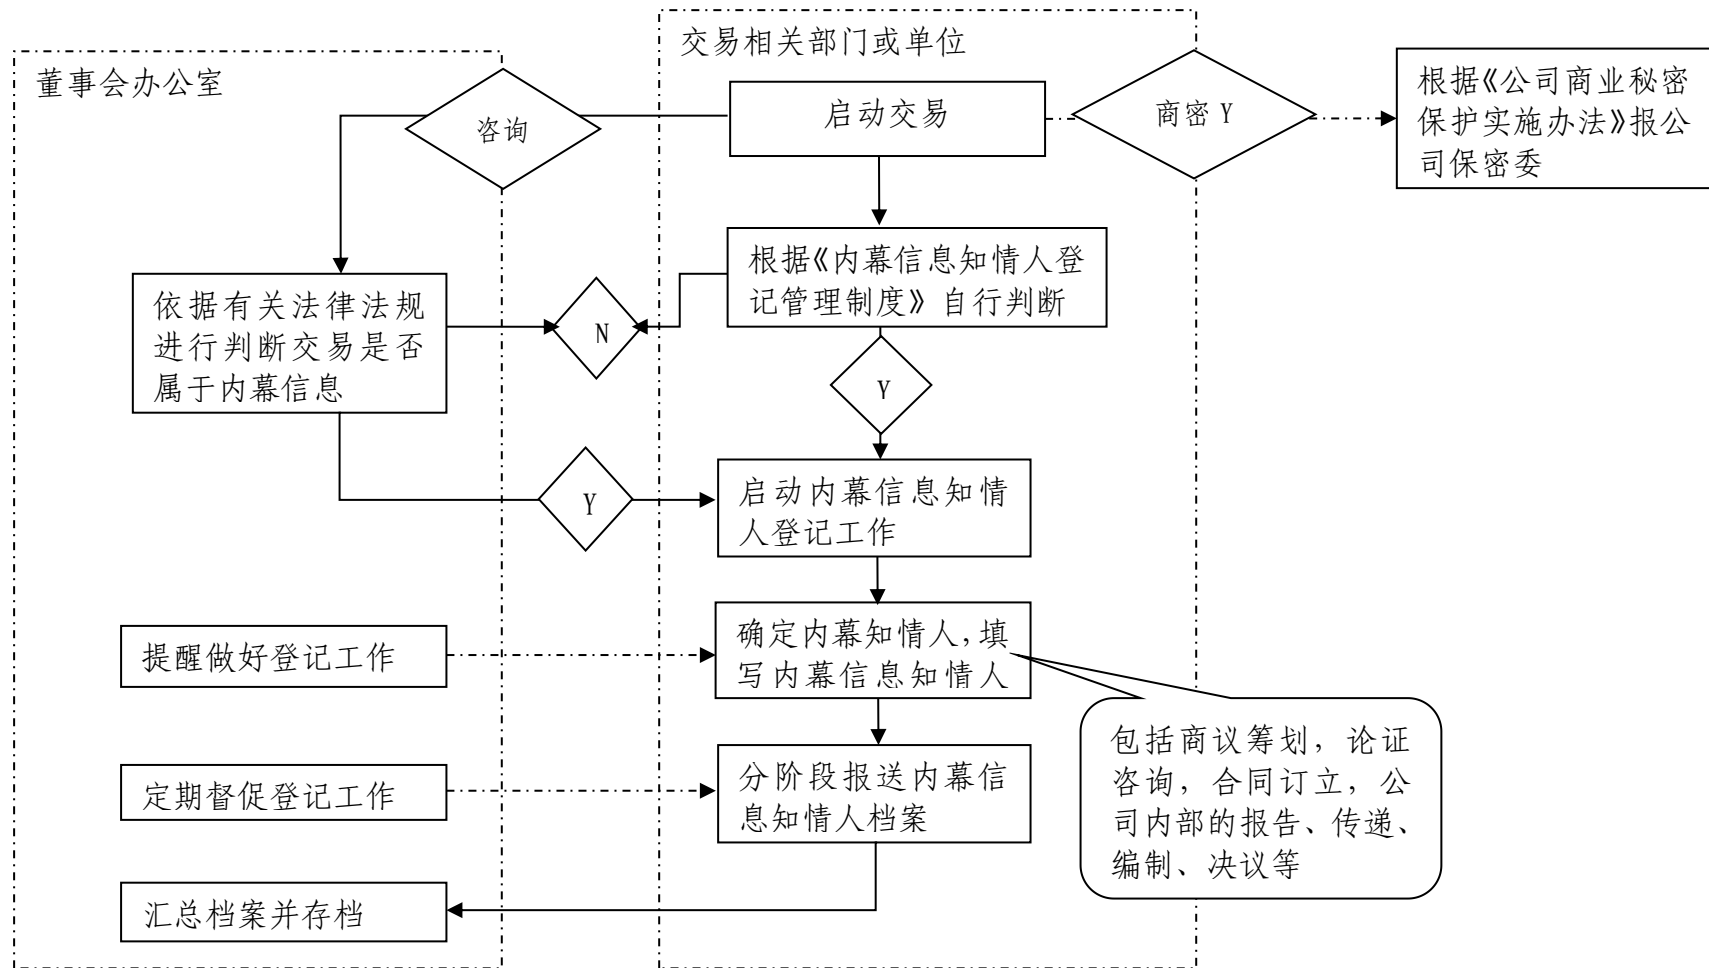 交易相关部门或单位
董事会办公室
咨询
启动交易
商密 Y
根据《公司商业秘密
保护实施办法》报公
司保密委
根据《内幕信息知情人登
记管理制度》自行判断
依据有关法律法规
进行判断交易是否
属于内幕信息
N
Y
Y
启动内幕信息知情
人登记工作
提醒做好登记工作
确定内幕知情人,填
写内幕信息知情人
包括商议筹划，论证
咨询，合同订立，公
司内部的报告、传递、
编制、决议等
定期督促登记工作
分阶段报送内幕信
息知情人档案
汇总档案并存档